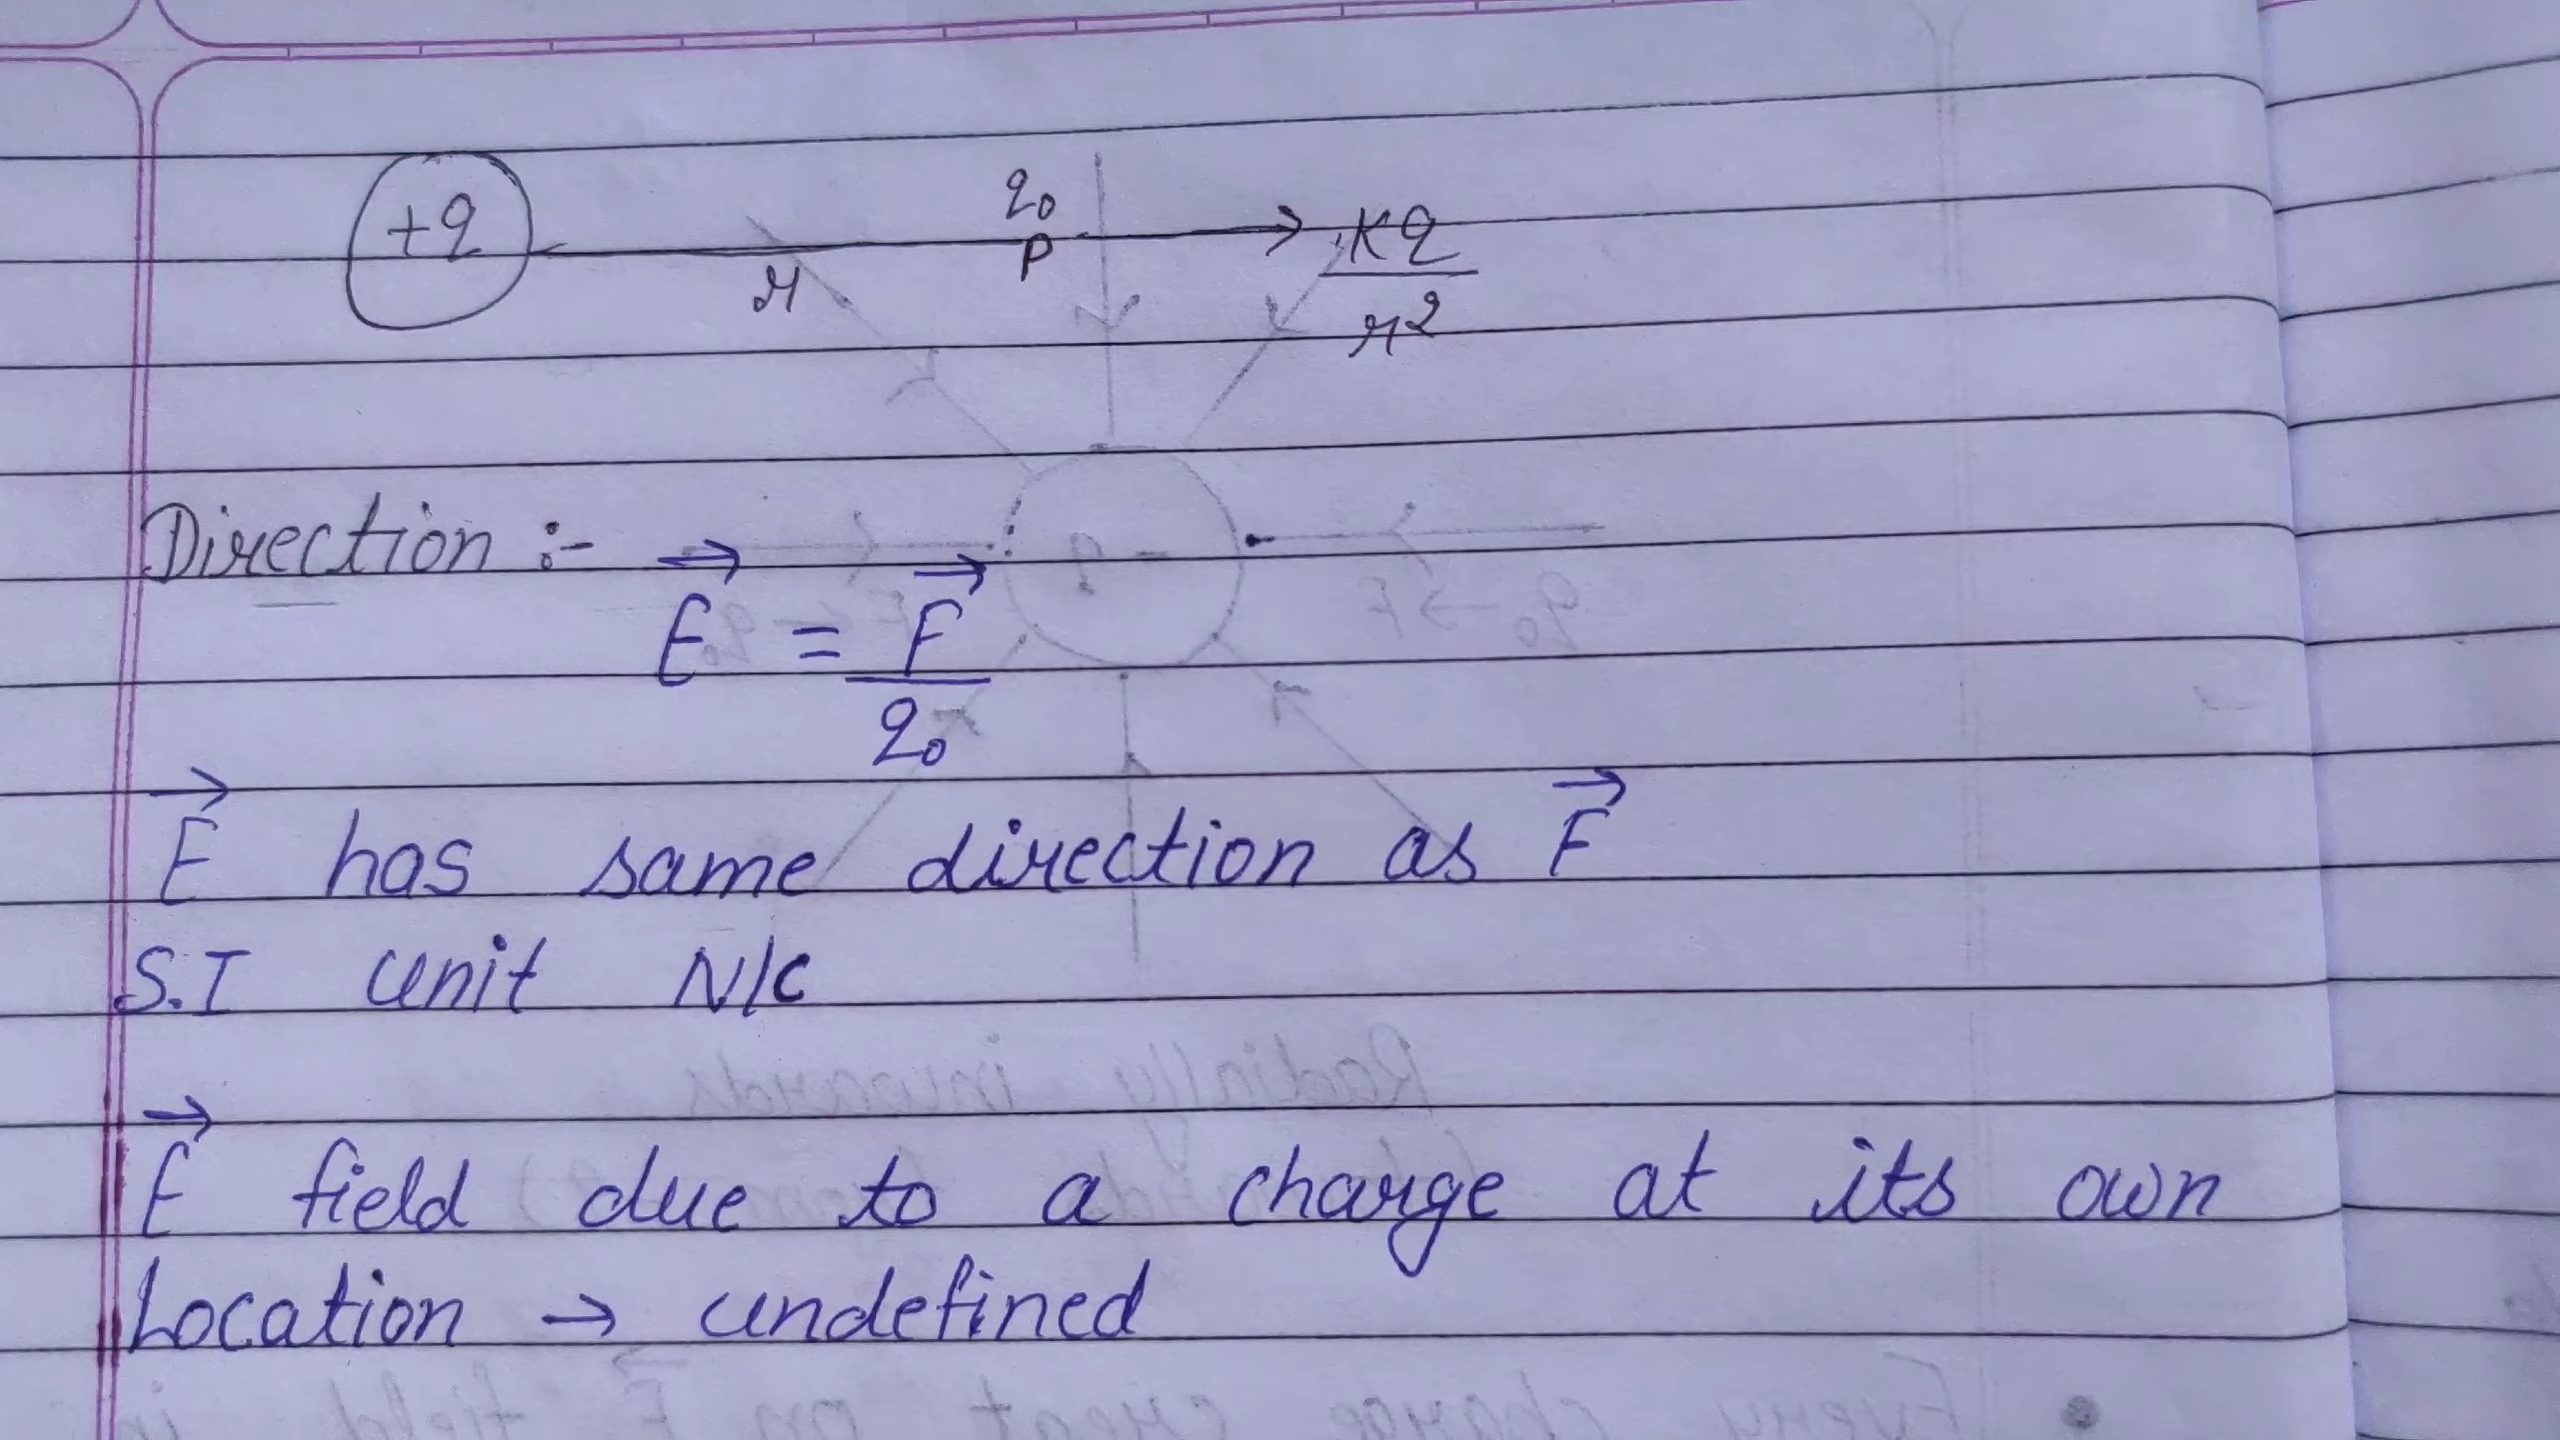 +q
q₀
P
r
Kq
r²
Direction :-
E⃗ = F⃗
q₀
E⃗ has same direction as F⃗
S.I unit N/C
E⃗ field due to a charge at its own
Location → undefined